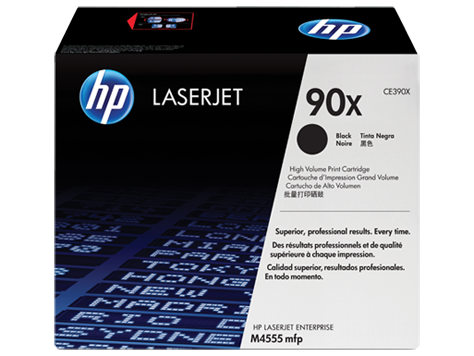 hp
hp
LASERJET
90x
CE390X
Black Tinta Negra
Noire 黑色
High Volume Print Cartridge
Cartouche d'Impression Grand Volume
Cartucho de Alto Volumen
Superior, professional results. Every time.
Des résultats professionnels et de qualité
supérieure à chaque impression.
Calidad superior, resultados profesionales.
En todo momento.
HP LASERJET ENTERPRISE
M4555 mfp